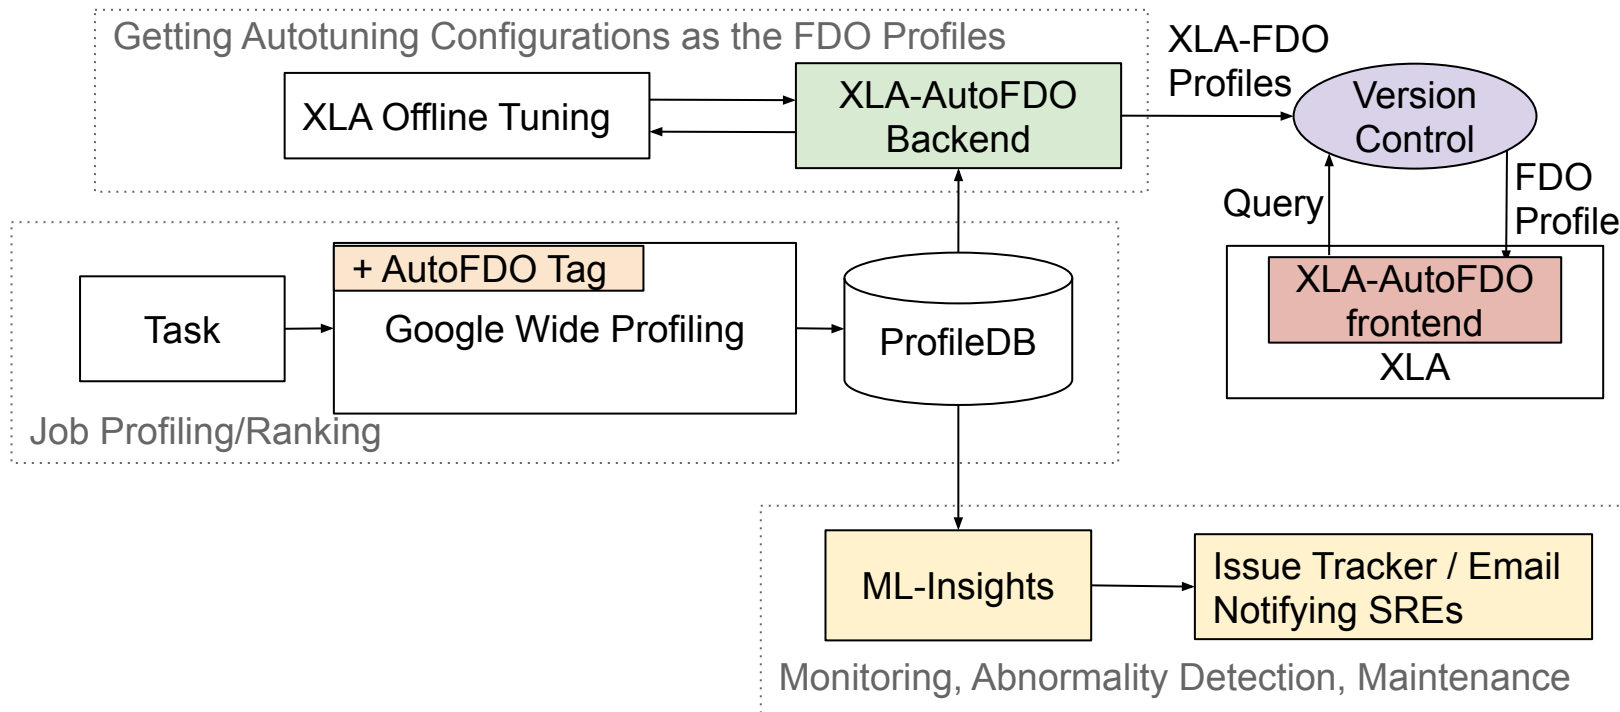 Getting Autotuning Configurations as the FDO Profiles
XLA Offline Tuning
XLA-AutoFDO
Backend
XLA-FDO
Profiles
Version
Control
Query
FDO
Profile
XLA-AutoFDO
frontend
XLA
Task
+ AutoFDO Tag
Google Wide Profiling
ProfileDB
Job Profiling/Ranking
ML-Insights
Issue Tracker / Email
Notifying SREs
Monitoring, Abnormality Detection, Maintenance